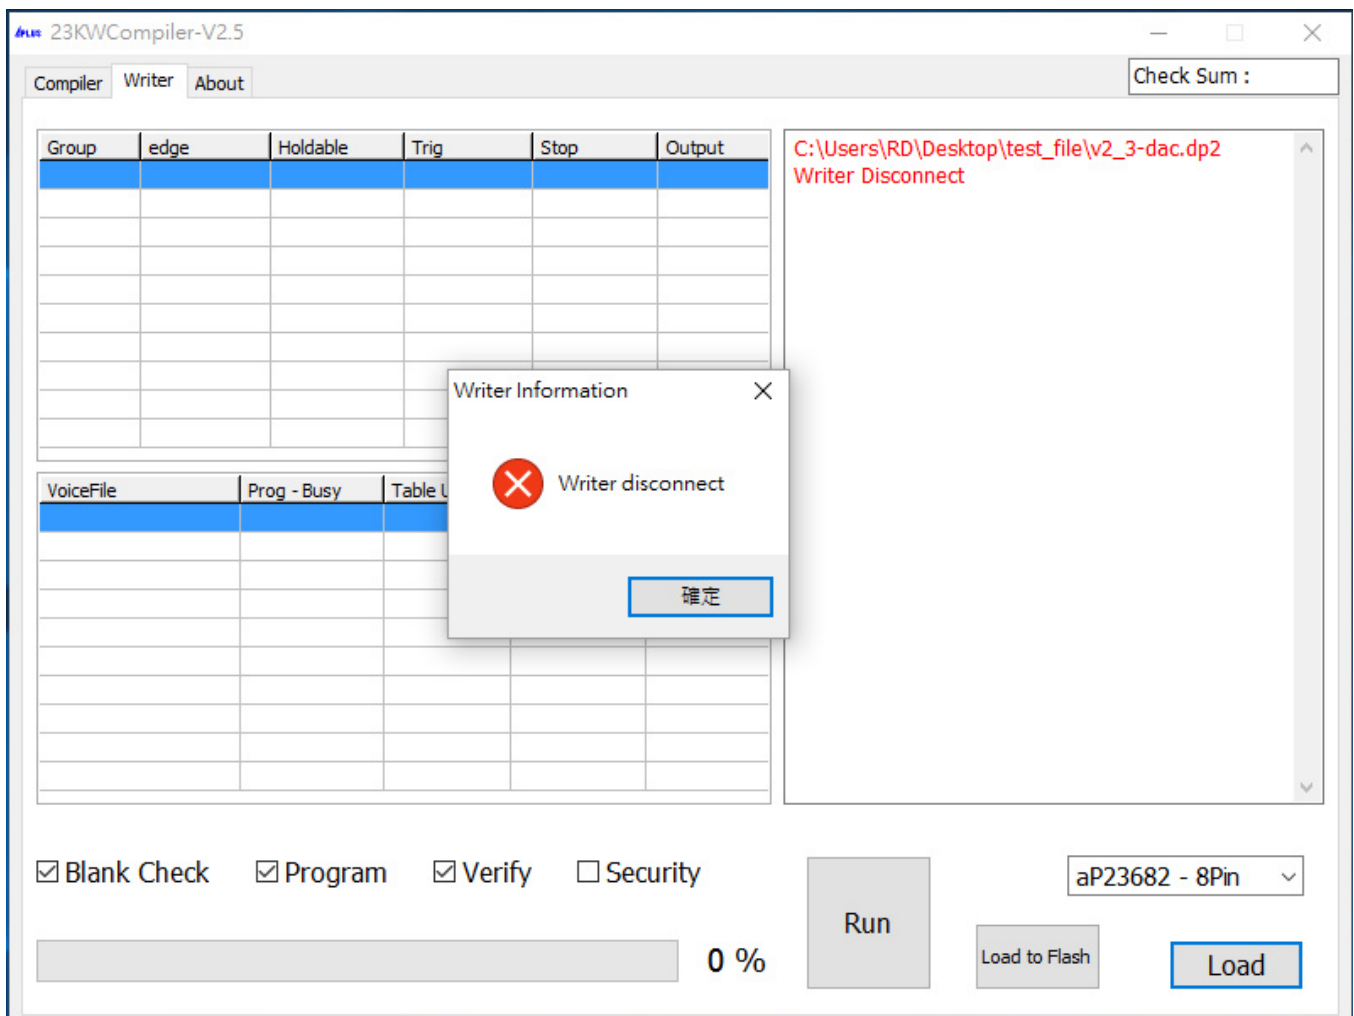 APLUS 23KWCompiler-V2.5
Compiler Writer About
Check Sum :
Group edge Holdable Trig Stop Output
C:\Users\RD\Desktop\test_file\v2_3-dac.dp2
Writer Disconnect
Writer Information
Writer disconnect
確定
VoiceFile Prog - Busy Table
Blank Check Program Verify Security
aP23682 - 8Pin
Run
0 %
Load to Flash
Load